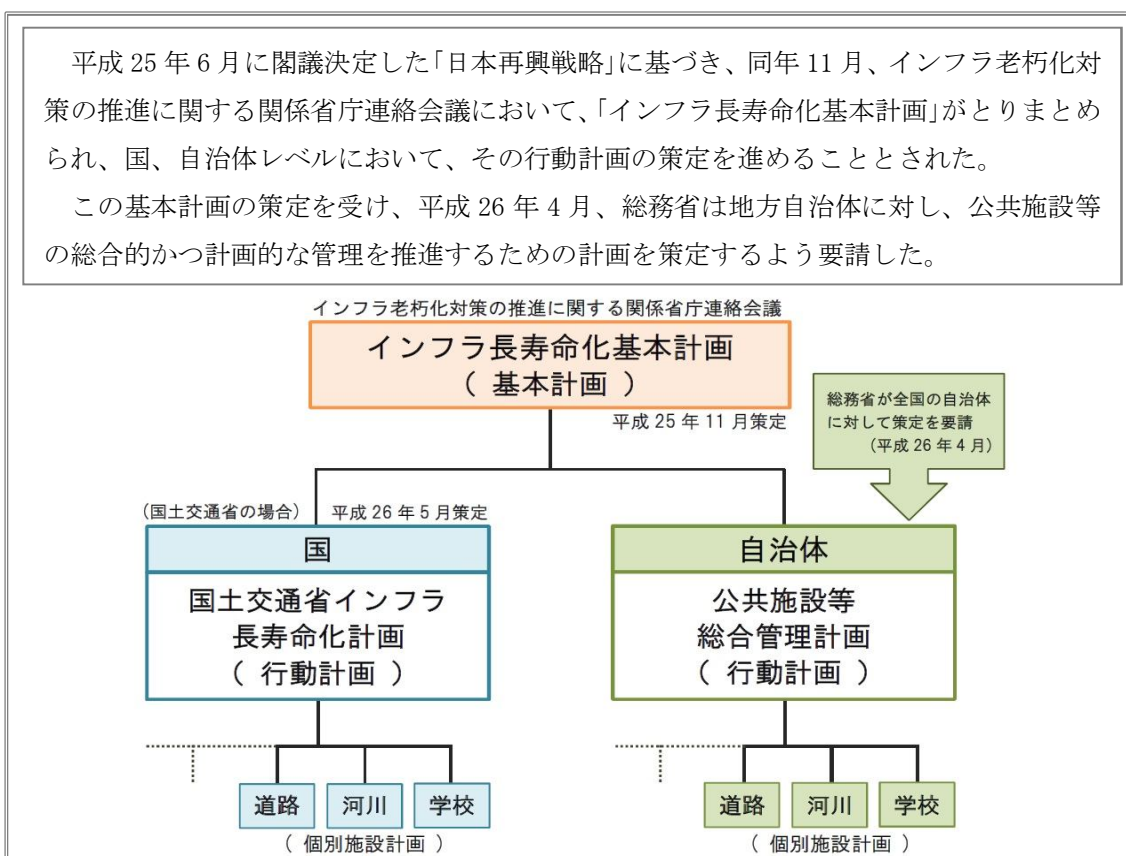 平成 25 年 6 月に閣議決定した「日本再興戦略」に基づき、同年 11 月、インフラ老朽化対
策の推進に関する関係省庁連絡会議において、「インフラ長寿命化基本計画」がとりまとめ
られ、国、自治体レベルにおいて、その行動計画の策定を進めることとされた。
この基本計画の策定を受け、平成 26 年 4 月、総務省は地方自治体に対し、公共施設等
の総合的かつ計画的な管理を推進するための計画を策定するよう要請した。
インフラ老朽化対策の推進に関する関係省庁連絡会議
インフラ長寿命化基本計画
( 基本計画 )
平成 25 年 11 月策定
総務省が全国の自治体
に対して策定を要請
(平成 26 年 4 月)
(国土交通省の場合) 平成 26 年 5 月策定
国
国土交通省インフラ
長寿命化計画
( 行動計画 )
自治体
公共施設等
総合管理計画
( 行動計画 )
道路 河川 学校
( 個別施設計画 )
道路 河川 学校
( 個別施設計画 )